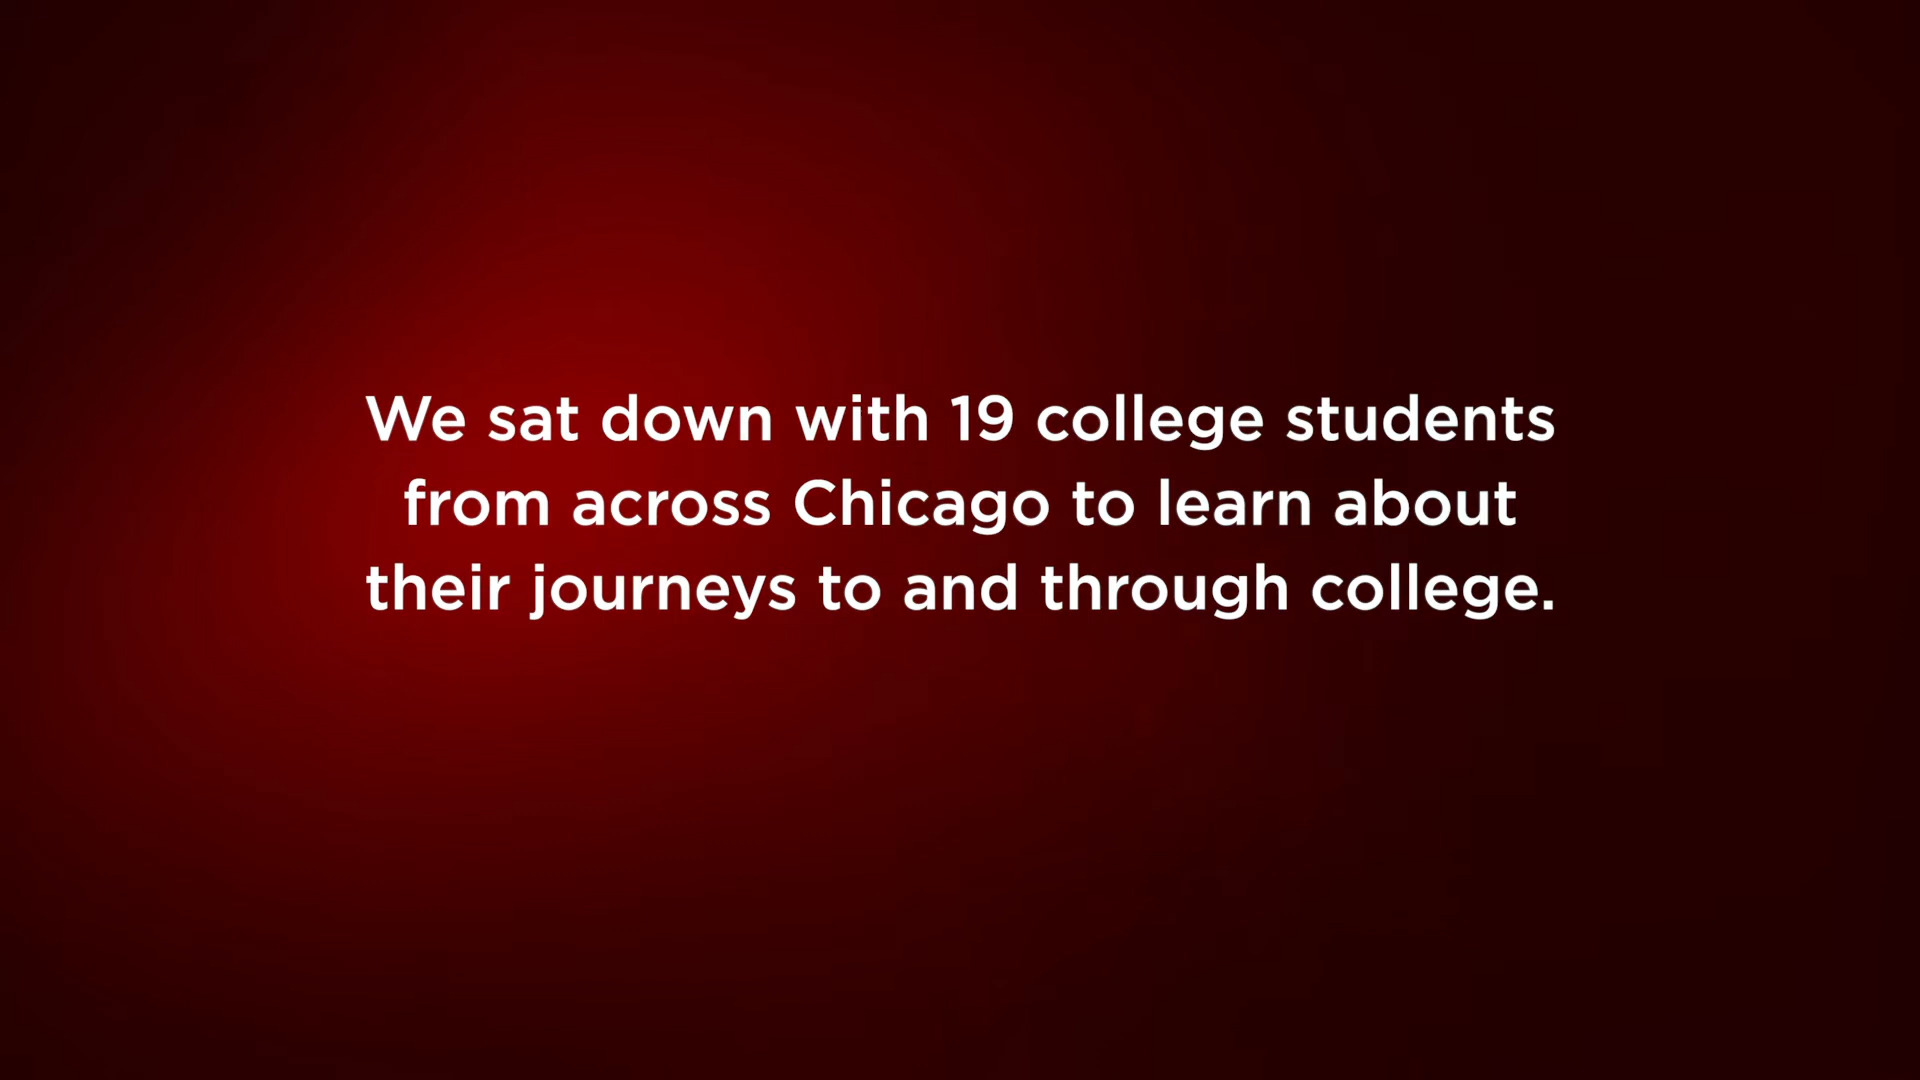 We sat down with 19 college students
from across Chicago to learn about
their journeys to and through college.